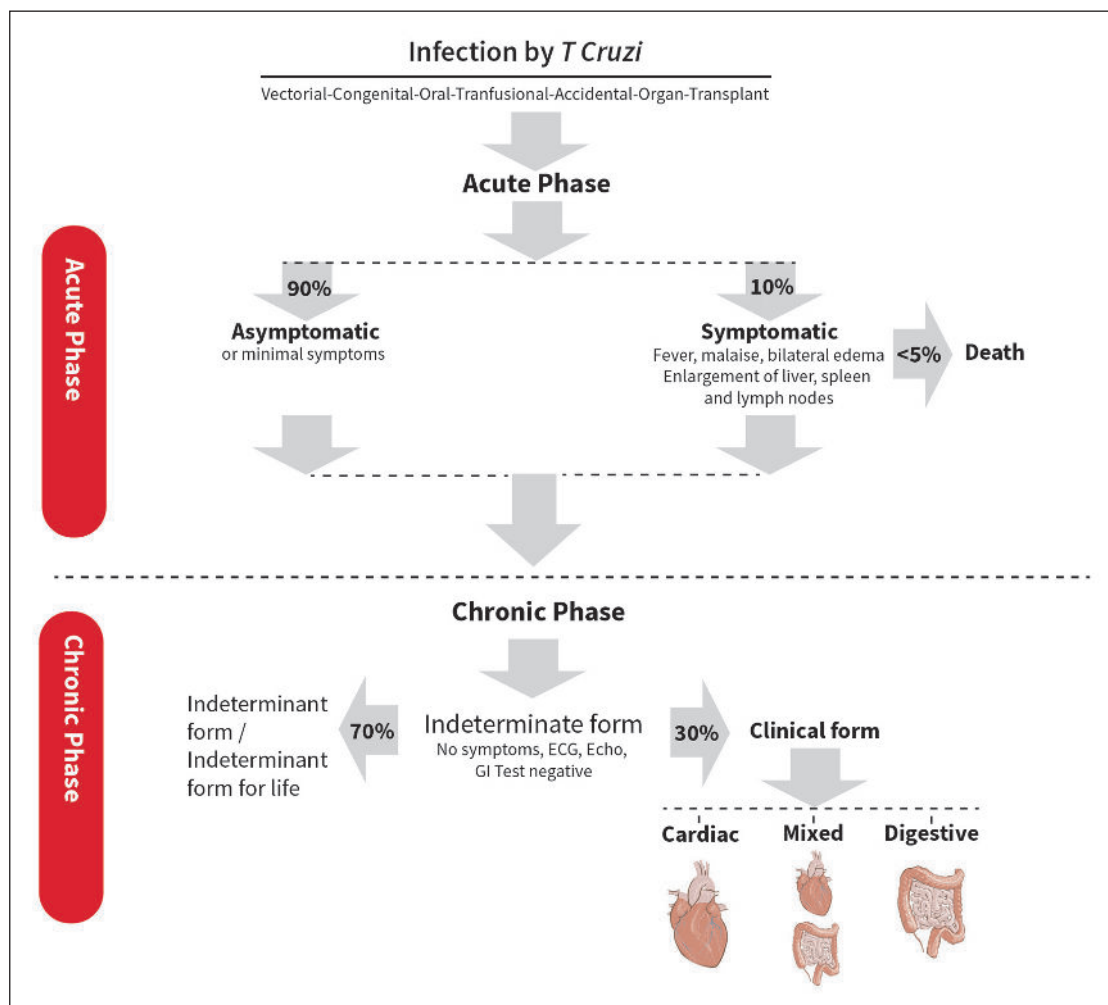 Infection by T Cruzi
Vectorial-Congenital-Oral-Tranfusional-Accidental-Organ-Transplant
Acute Phase
Acute Phase
90%
10%
Asymptomatic
or minimal symptoms
Symptomatic
Fever, malaise, bilateral edema
Enlargement of liver, spleen
and lymph nodes
<5%
Death
Chronic Phase
Chronic Phase
Indeterminant
form /
Indeterminant
form for life
70%
Indeterminate form
No symptoms, ECG, Echo,
GI Test negative
30%
Clinical form
Cardiac
Mixed
Digestive